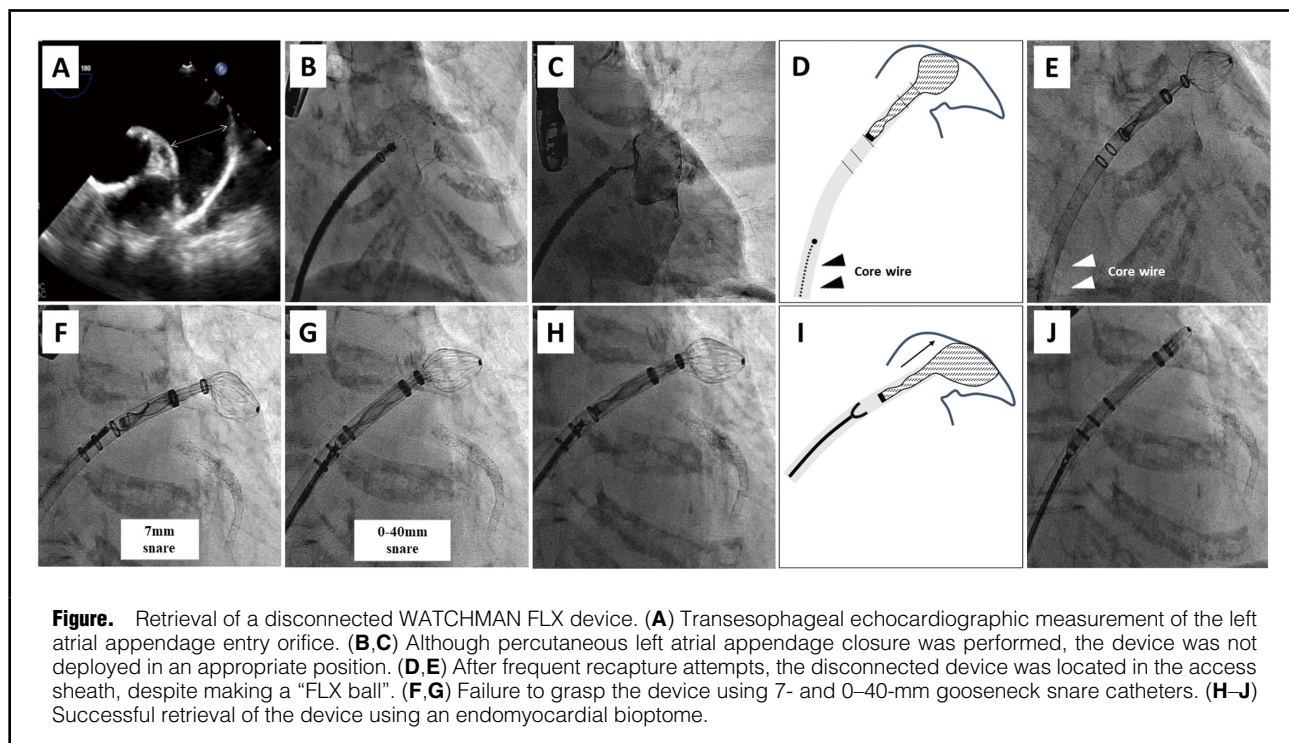 A
180
B
C
D
Core wire
E
Core wire
F
7mm
snare
G
0-40mm
snare
H
I
J
Figure. Retrieval of a disconnected WATCHMAN FLX device. (A) Transesophageal echocardiographic measurement of the left
atrial appendage entry orifice. (B,C) Although percutaneous left atrial appendage closure was performed, the device was not
deployed in an appropriate position. (D,E) After frequent recapture attempts, the disconnected device was located in the access
sheath, despite making a “FLX ball”. (F,G) Failure to grasp the device using 7- and 0–40-mm gooseneck snare catheters. (H–J)
Successful retrieval of the device using an endomyocardial bioptome.